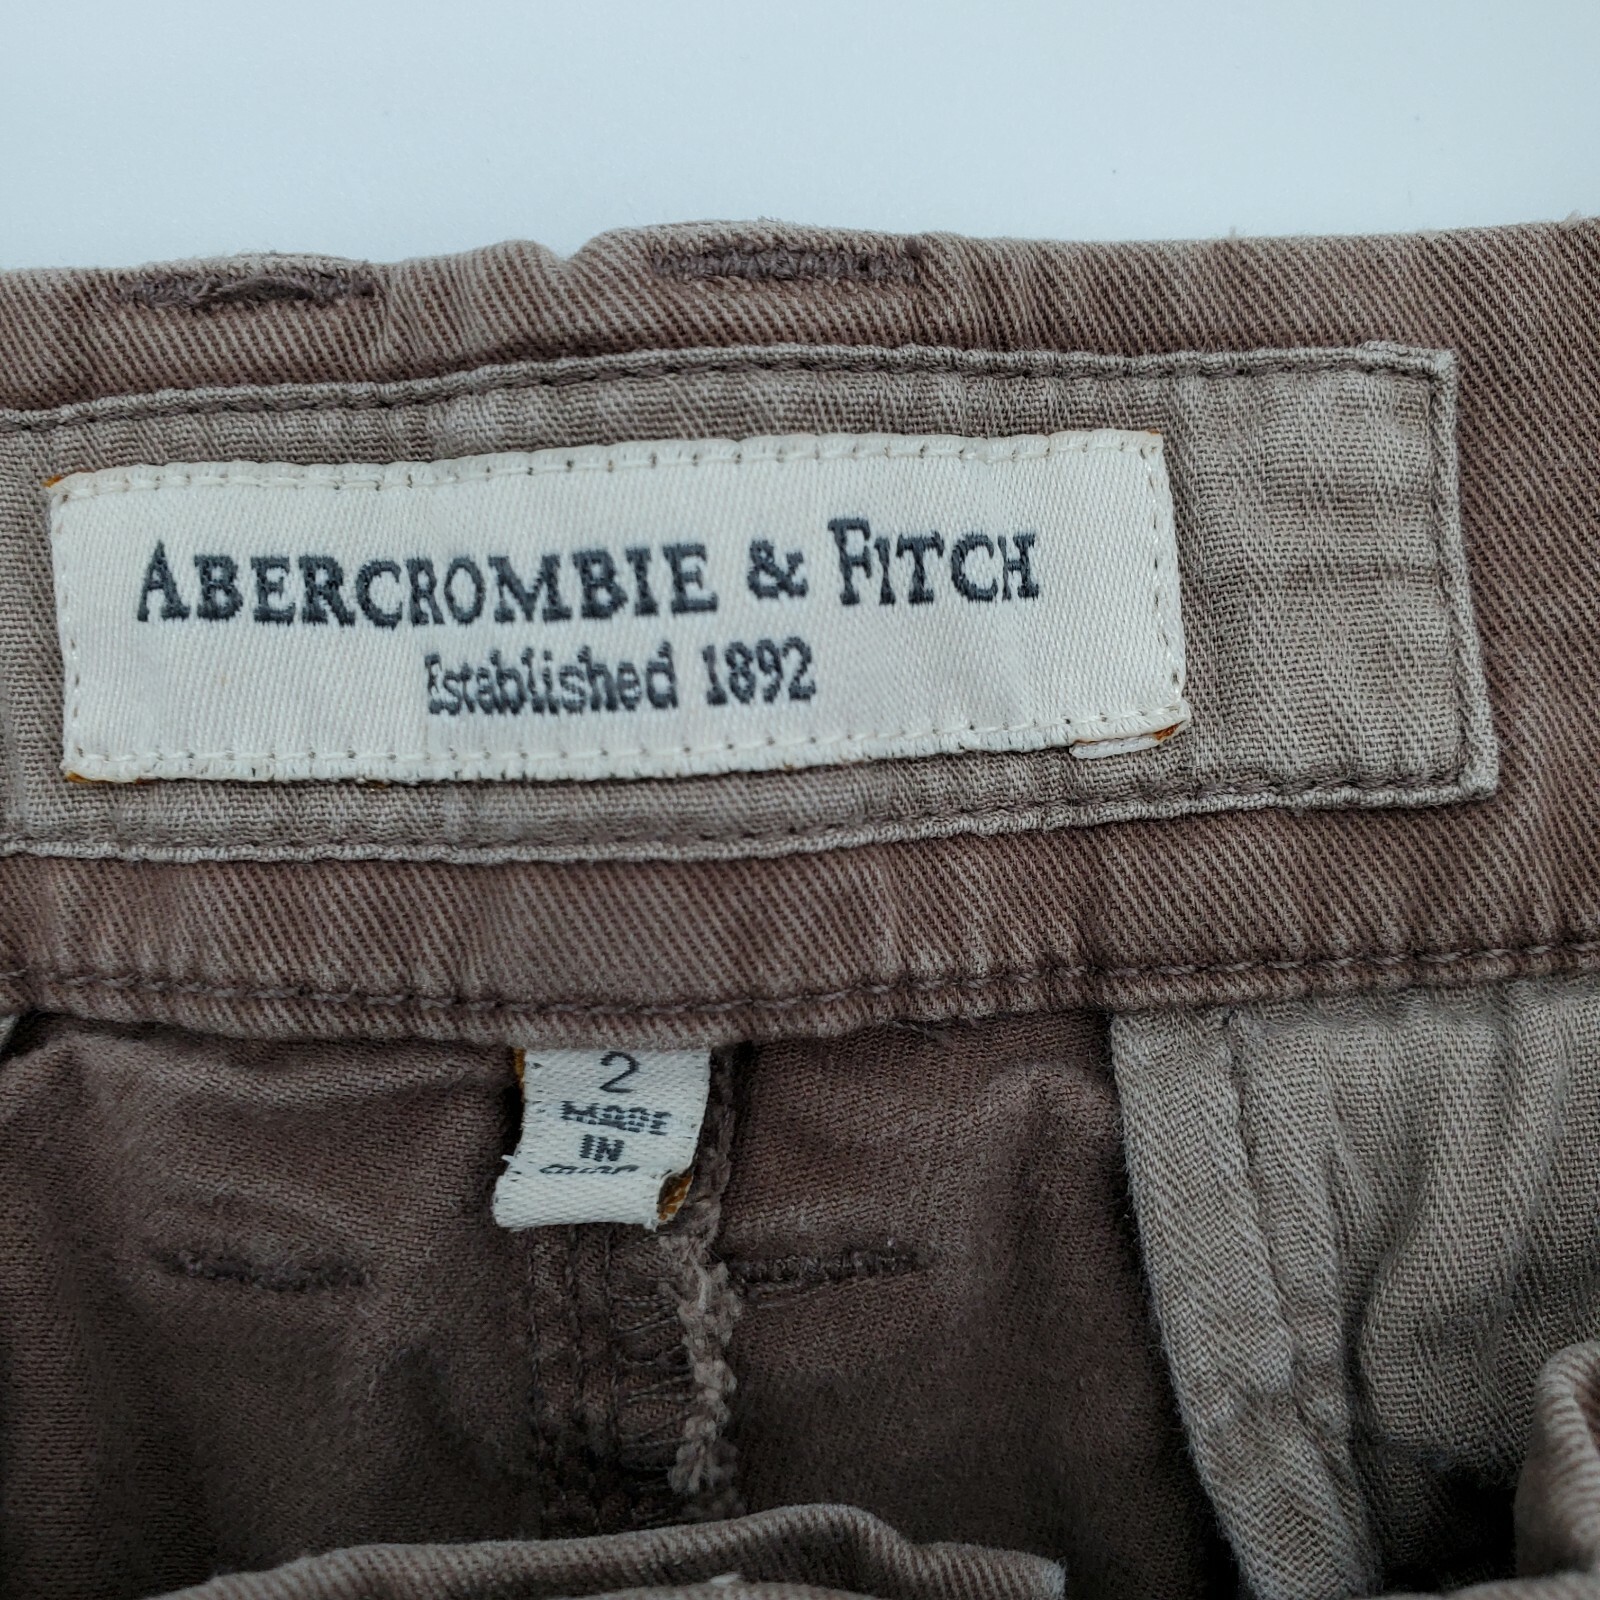 ABERCROMBIE & FITCH
Established 1892
2
MADE
IN